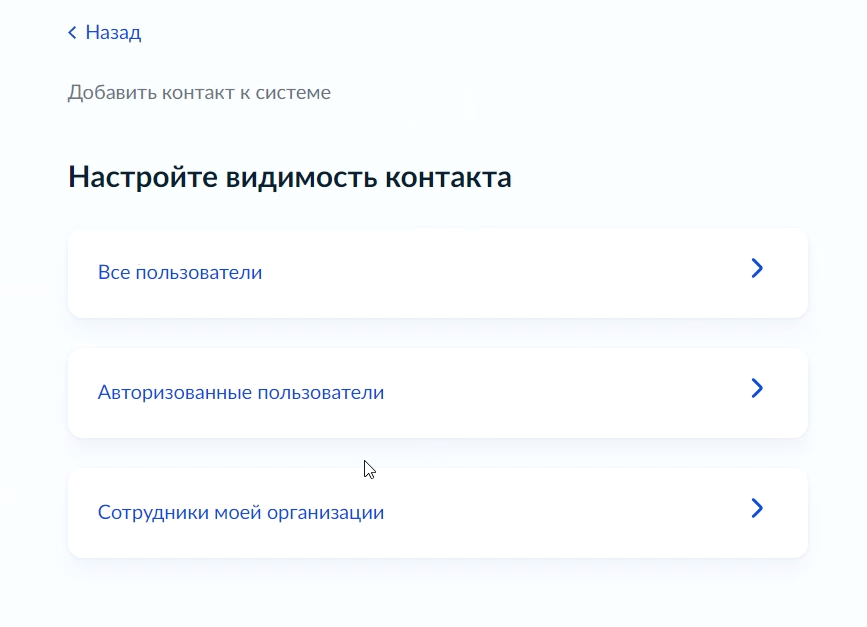 Назад
Добавить контакт к системе
Настройте видимость контакта
Все пользователи
Авторизованные пользователи
Сотрудники моей организации